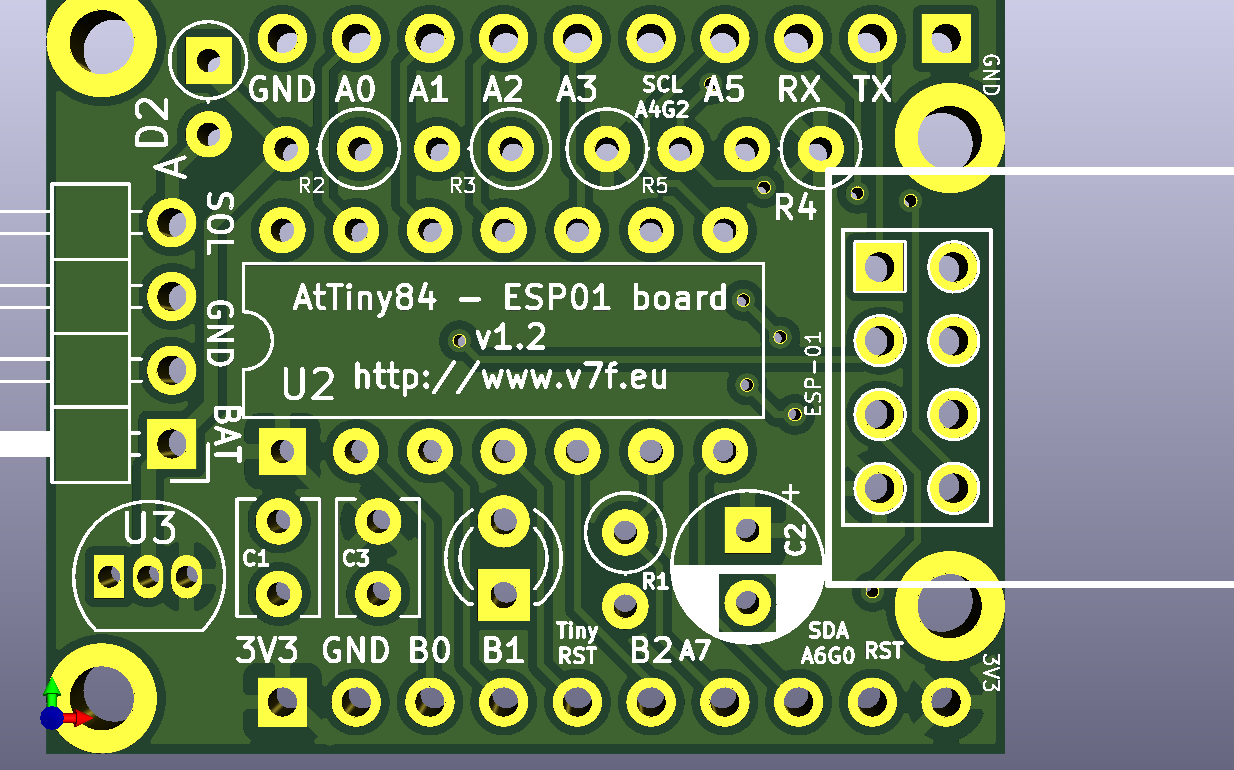 GND
GND A0 A1 A2 A3 SCL A5 RX TX
A4G2
D2
A
R2 R3 R5 R4
SOL
GND
BAT
AtTiny84 - ESP01 board
v1.2
U2 http://www.v7f.eu
ESP-01
U3
C1 C3 R1 C2 +
3V3 GND B0 B1 Tiny RST B2 A7 SDA A6G0 RST
3V3